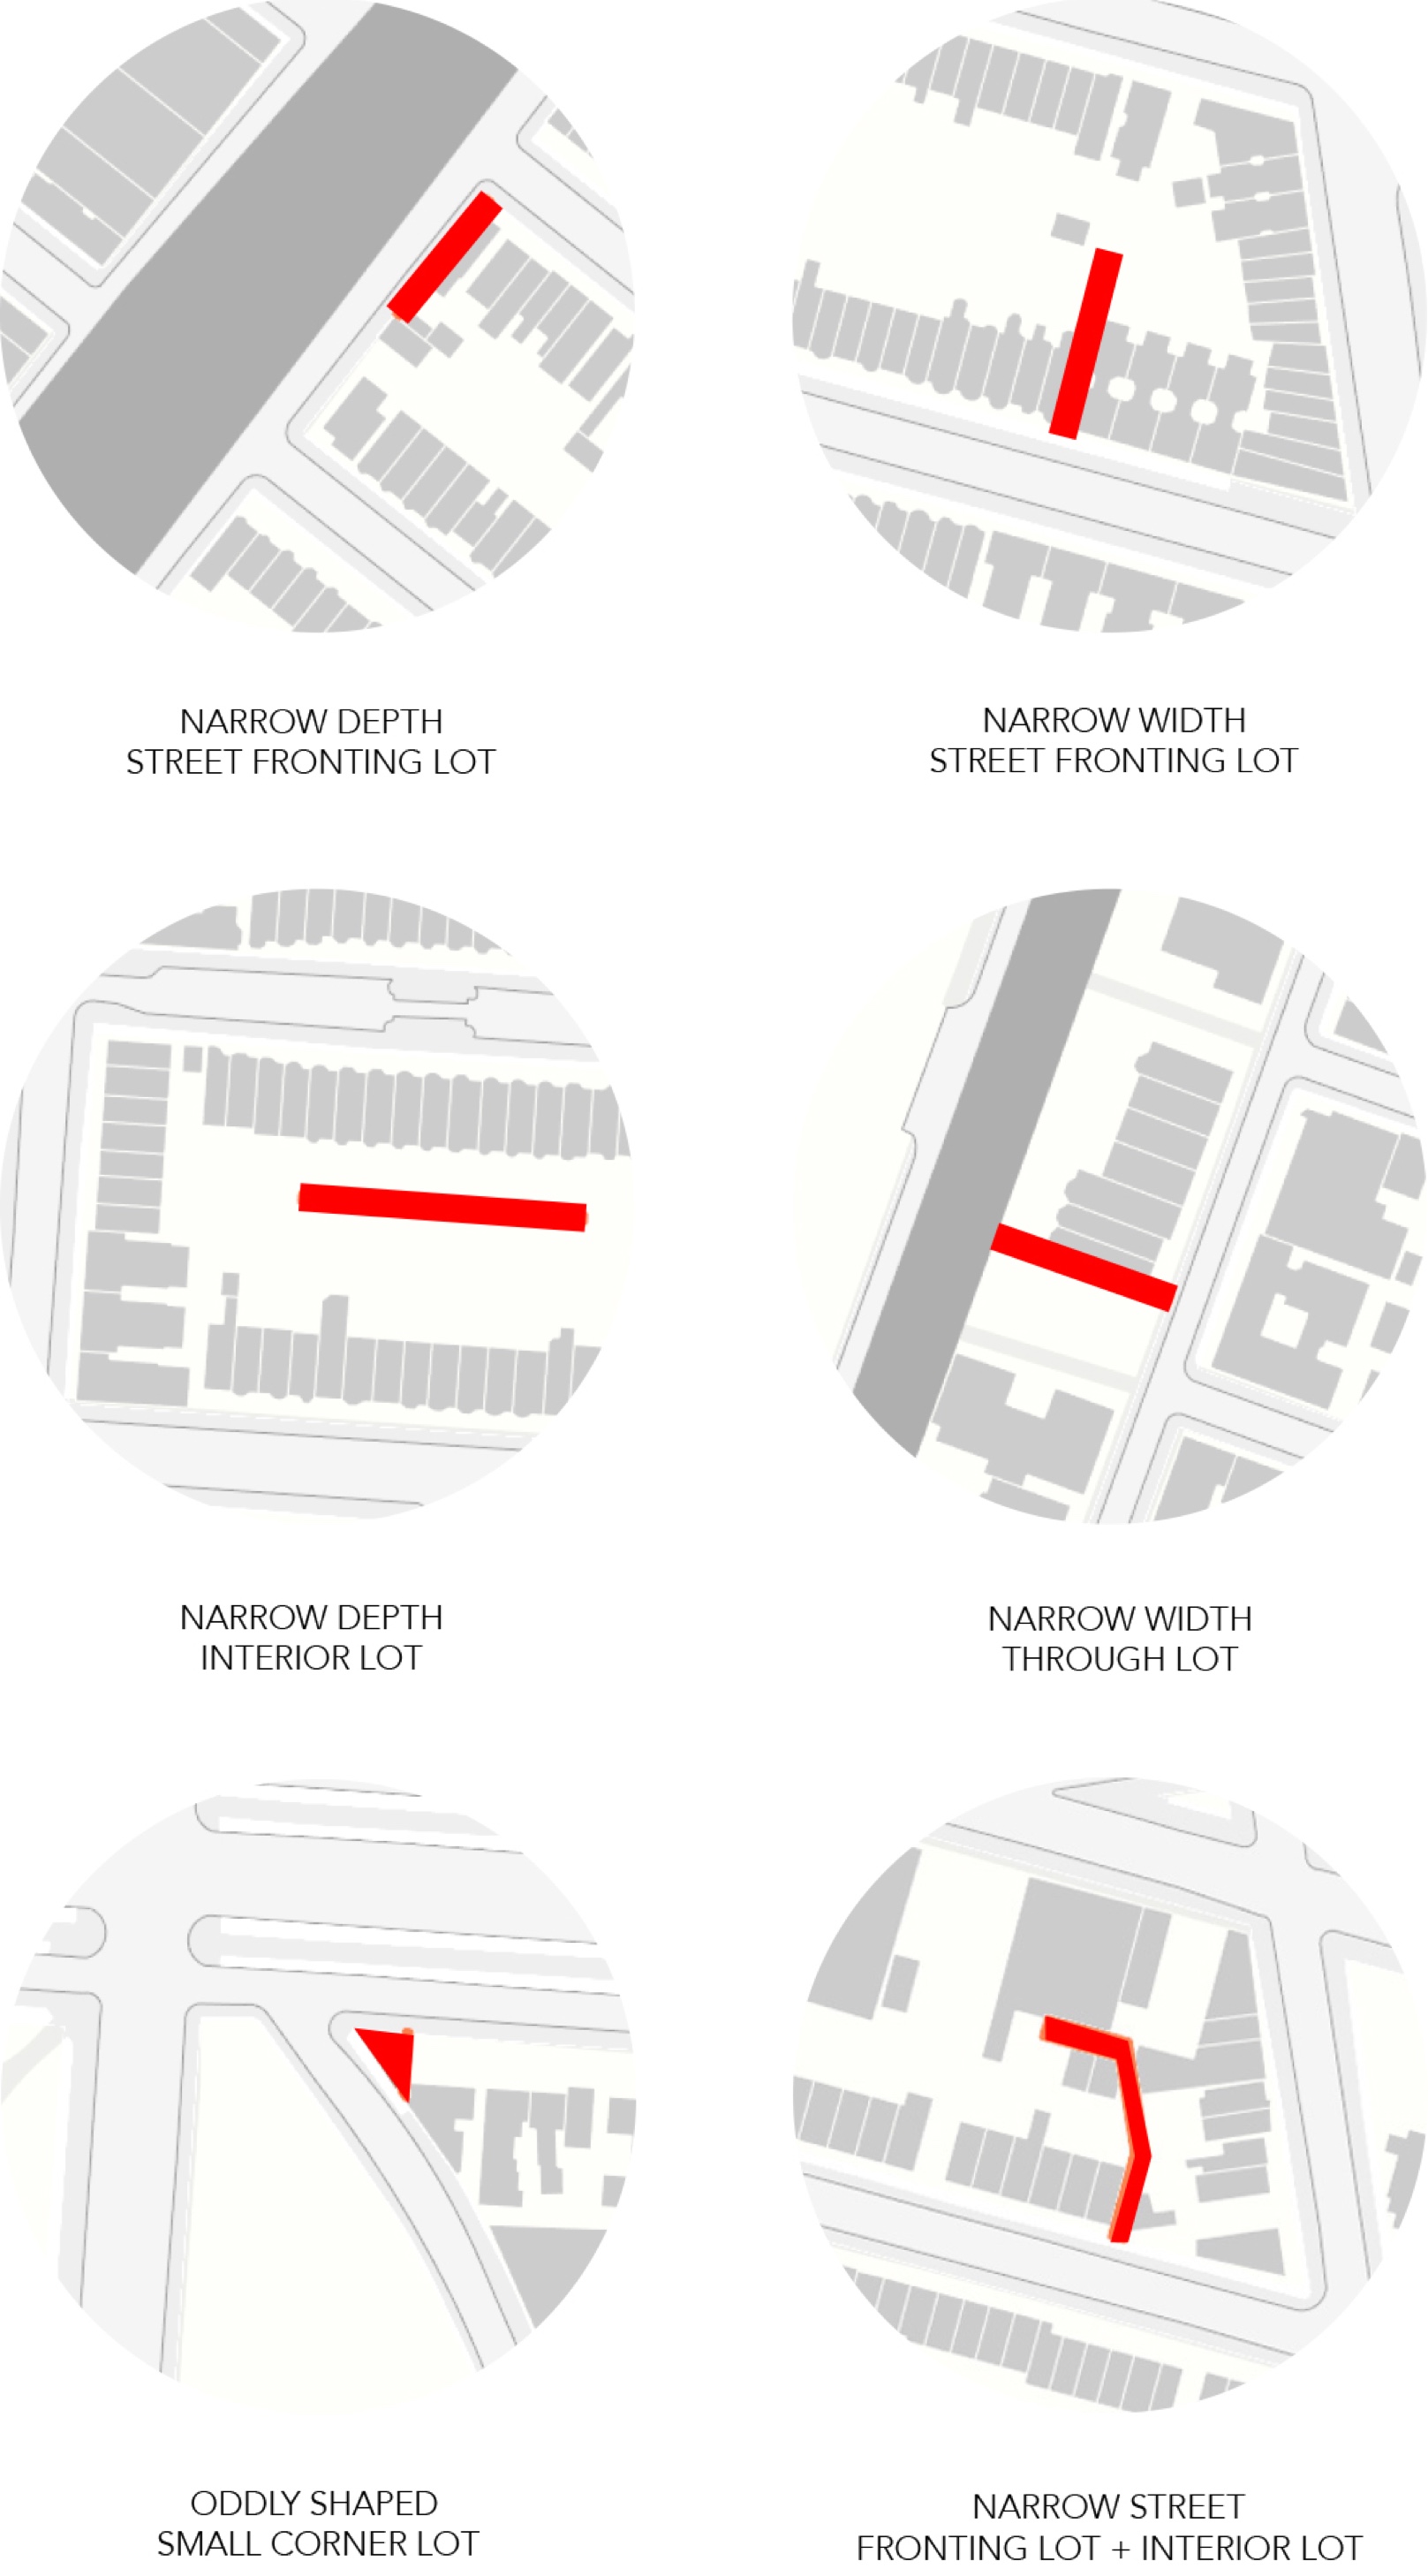 NARROW DEPTH
STREET FRONTING LOT
NARROW WIDTH
STREET FRONTING LOT
NARROW DEPTH
INTERIOR LOT
NARROW WIDTH
THROUGH LOT
ODDLY SHAPED
SMALL CORNER LOT
NARROW STREET
FRONTING LOT + INTERIOR LOT